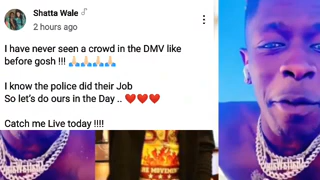 Shatta Wale
2 hours ago
I have never seen a crowd in the DMV like
before gosh !!! 🙏🏻🙏🏻🙏🏻🙏🏻
I know the police did their Job
So let's do ours in the Day .. ❤️❤️❤️
Catch me Live today !!!!